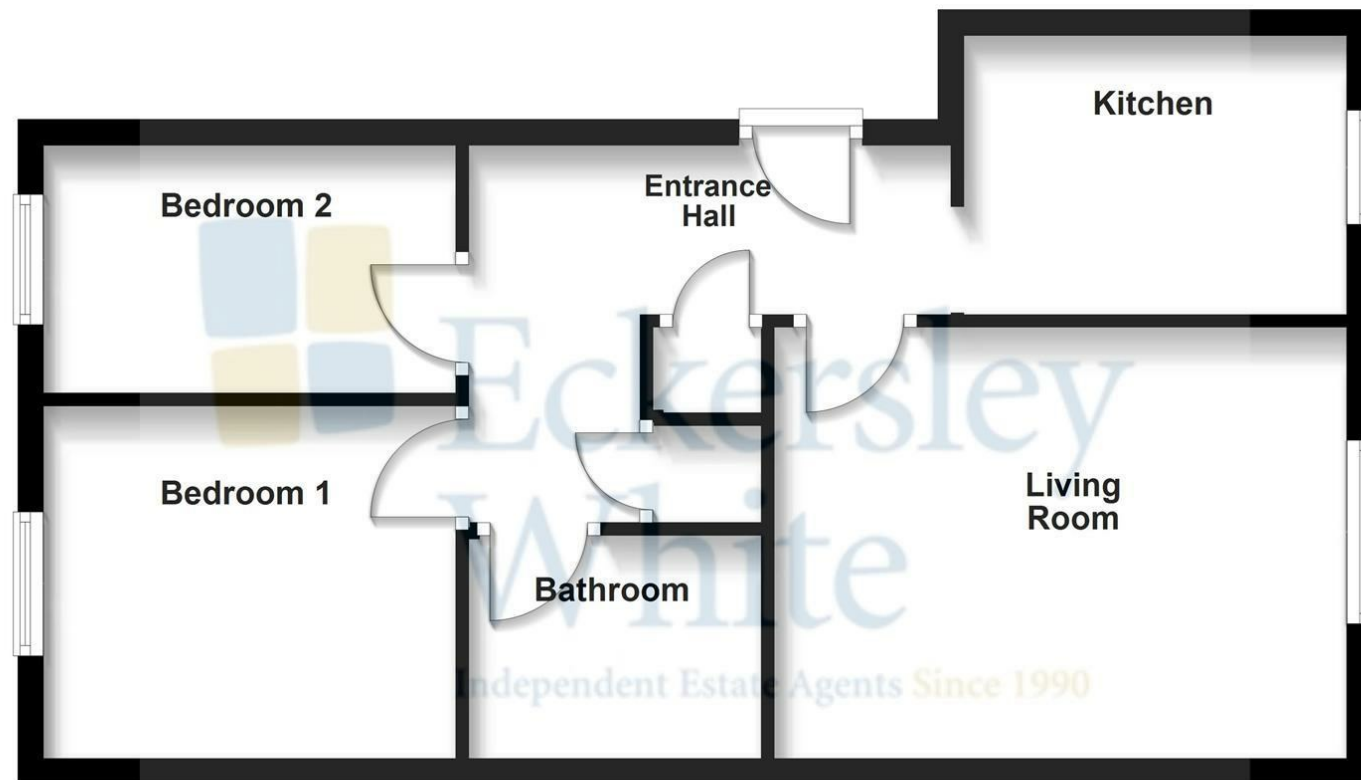 Kitchen
Bedroom 2
Entrance
Hall
Bedroom 1
Living
Room
Bathroom
Eckersley
White
Independent Estate Agents Since 1990